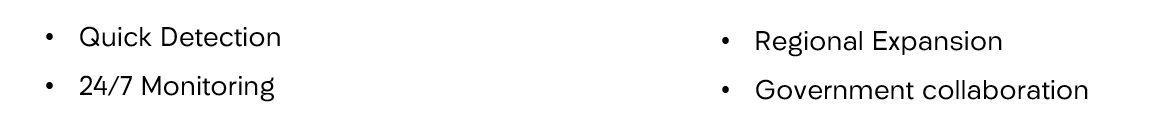 • Quick Detection
• 24/7 Monitoring
• Regional Expansion
• Government collaboration